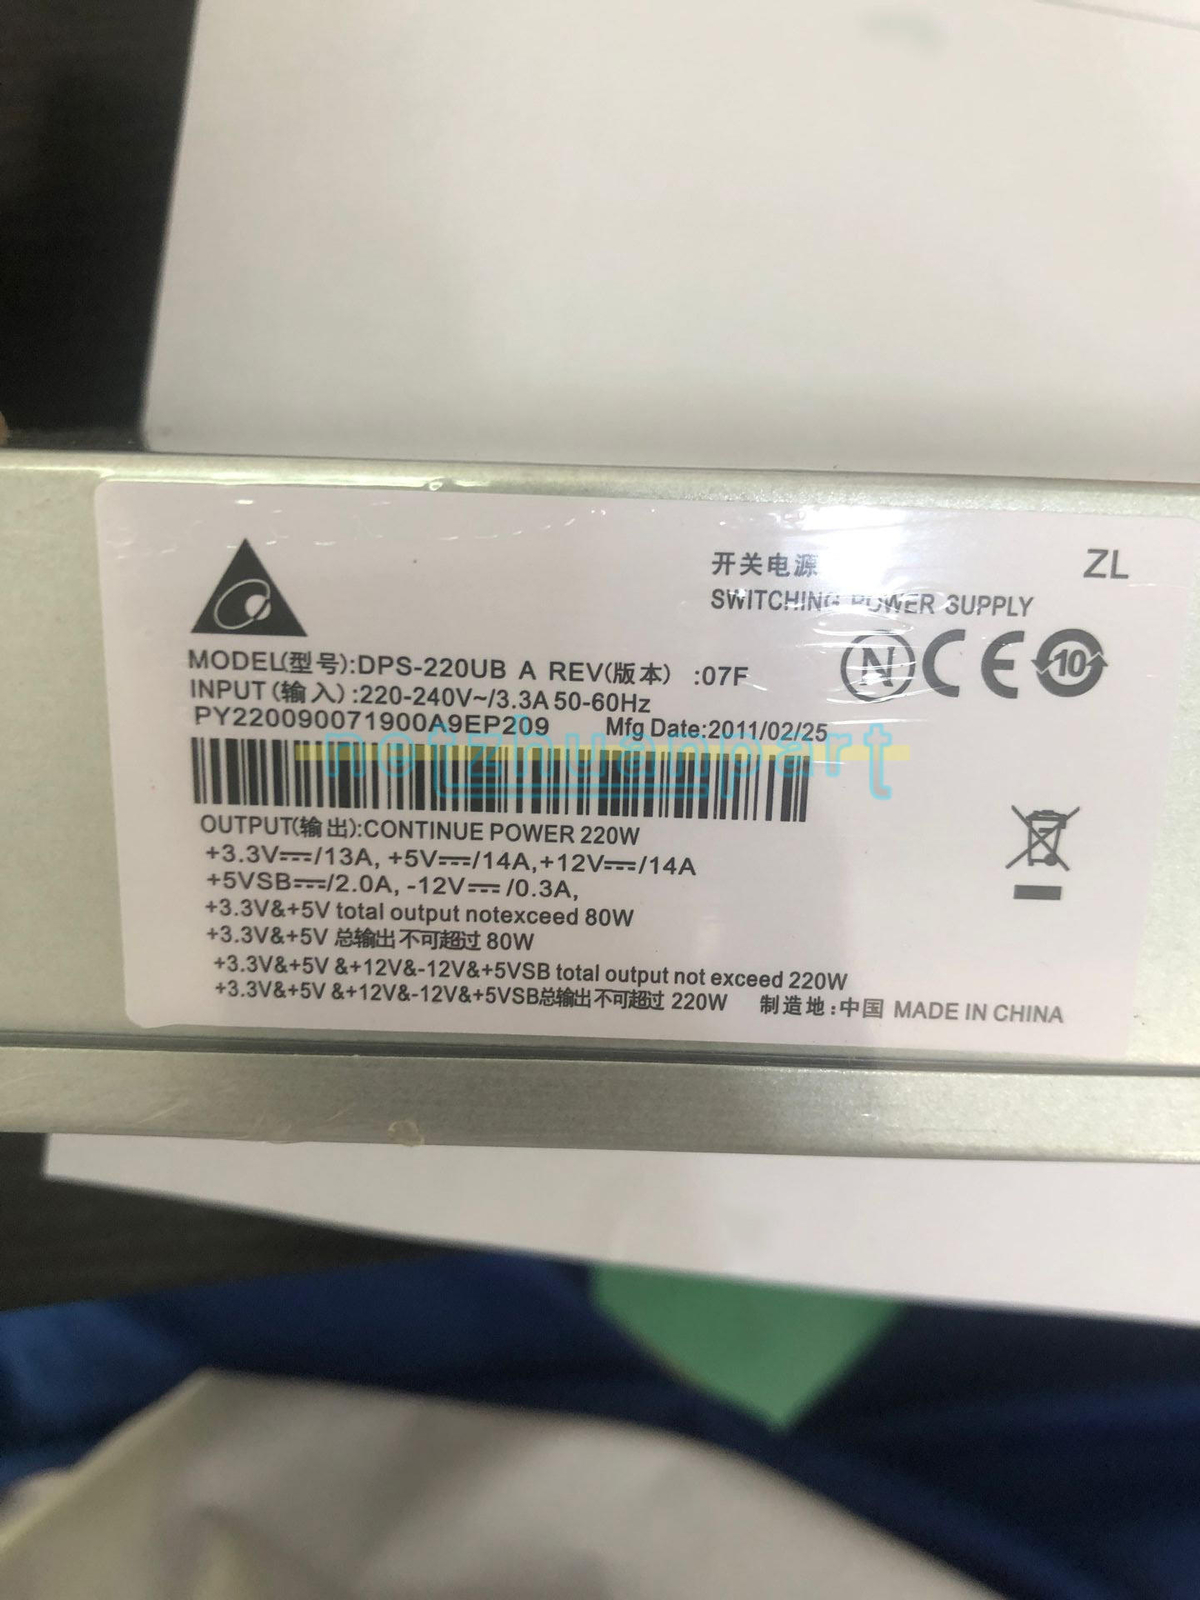 开关电源
ZL
SWITCHING POWER SUPPLY
MODEL(型号):DPS-220UB A REV(版本) :07F
INPUT(输入):220-240V~/3.3A 50-60Hz
PY220090071900A9EP209 Mfg Date:2011/02/25
N CE 10
netzhuanpart
OUTPUT(输出):CONTINUE POWER 220W
+3.3V⎓/13A, +5V⎓/14A,+12V⎓/14A
+5VSB⎓/2.0A, -12V⎓/0.3A,
+3.3V&+5V total output notexceed 80W
+3.3V&+5V 总输出不可超过 80W
+3.3V&+5V &+12V&-12V&+5VSB total output not exceed 220W
+3.3V&+5V &+12V&-12V&+5VSB总输出不可超过 220W 制造地:中国 MADE IN CHINA